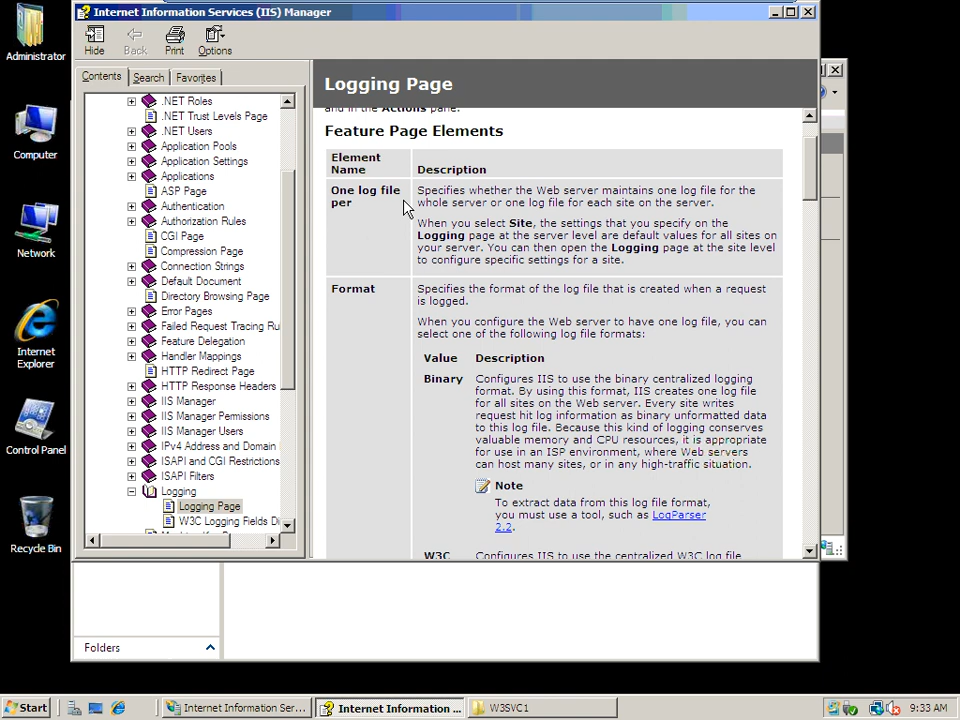 Administrator
Computer
Network
Internet
Explorer
Control Panel
Recycle Bin
Internet Information Services (IIS) Manager
Hide
Back
Print
Options
Contents
Search
Favorites
.NET Roles
.NET Trust Levels Page
.NET Users
Application Pools
Application Settings
Applications
ASP Page
Authentication
Authorization Rules
CGI Page
Compression Page
Connection Strings
Default Document
Directory Browsing Page
Error Pages
Failed Request Tracing Ru
Feature Delegation
Handler Mappings
HTTP Redirect Page
HTTP Response Headers
IIS Manager
IIS Manager Permissions
IIS Manager Users
IPv4 Address and Domain
ISAPI and CGI Restrictions
ISAPI Filters
Logging
Logging Page
W3C Logging Fields Di
Logging Page
and in the Actions pane.
Feature Page Elements
Element
Name
Description
One log file
per
Specifies whether the Web server maintains one log file for the
whole server or one log file for each site on the server.
When you select Site, the settings that you specify on the
Logging page at the server level are default values for all sites on
your server. You can then open the Logging page at the site level
to configure specific settings for a site.
Format
Specifies the format of the log file that is created when a request
is logged.
When you configure the Web server to have one log file, you can
select one of the following log file formats:
Value
Description
Binary
Configures IIS to use the binary centralized logging
format. By using this format, IIS creates one log file
for all sites on the Web server. Every site writes
request hit log information as binary unformatted data
to this log file. Because this kind of logging conserves
valuable memory and CPU resources, it is appropriate
for use in an ISP environment, where Web servers
can host many sites, or in any high-traffic situation.
Note
To extract data from this log file format,
you must use a tool, such as LogParser
2.2.
W3C
Configures IIS to use the centralized W3C log file
Folders
Start
Internet Information Ser...
Internet Information ...
W3SVC1
9:33 AM